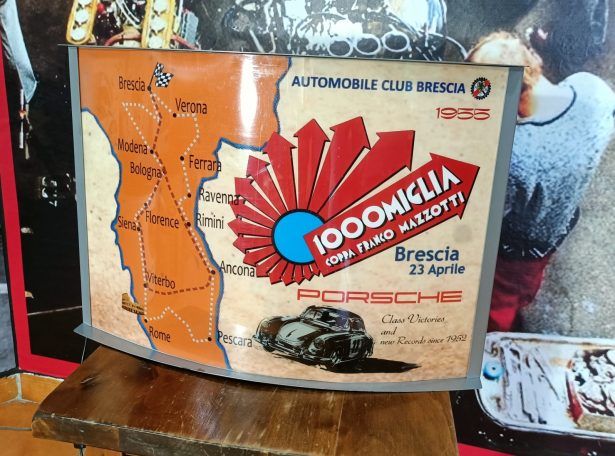 AUTOMOBILE CLUB BRESCIA
1955
Brescia
Verona
Modena
Bologna
Ferrara
Ravenna
Siena
Florence
Rimini
Ancona
Viterbo
Rome
Pescara
1000MIGLIA
COPPA FRANCO MAZZOTTI
Brescia
23 Aprile
PORSCHE
Class Victories
and
new Records since 1952